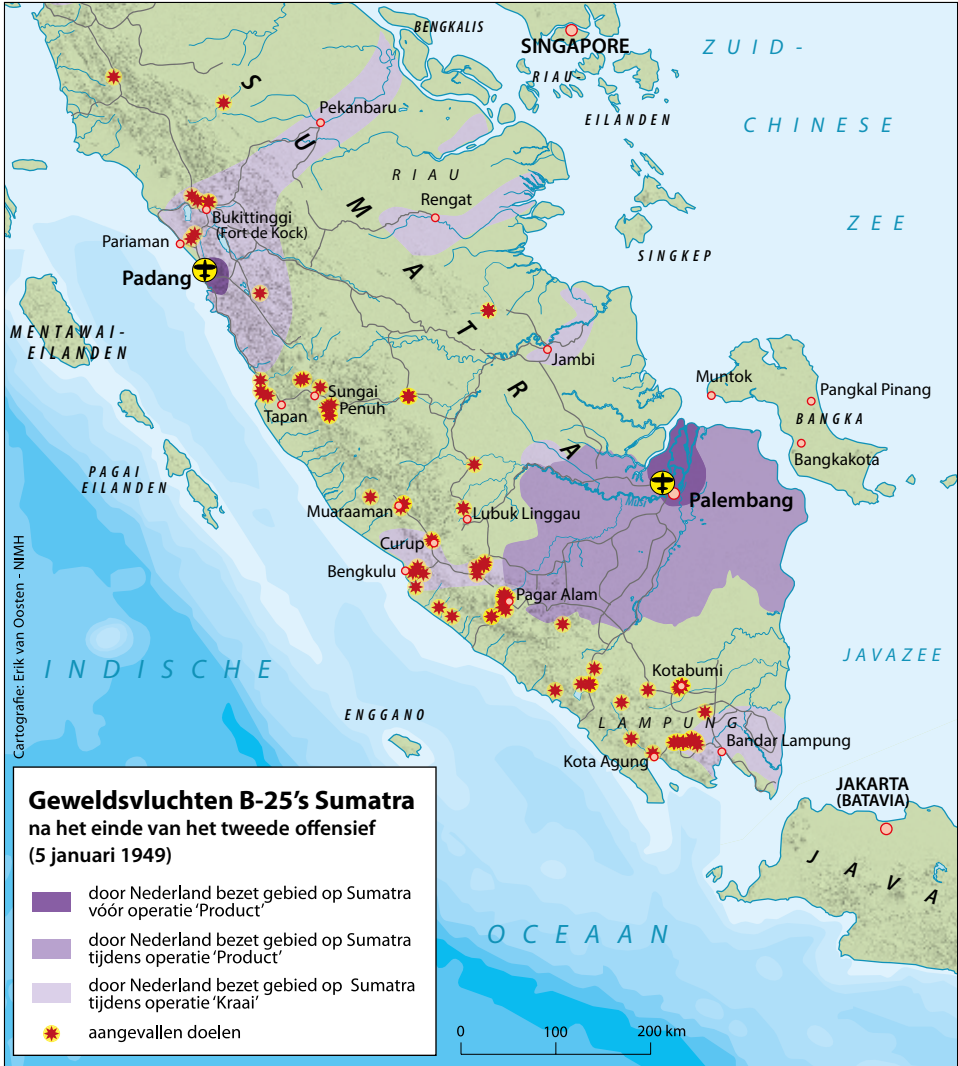 BENGKALIS
SINGAPORE
RIAU-
EILANDEN
ZUID-
CHINESE
ZEE
SUMATRA
Pekanbaru
RIAU
Rengat
Bukittinggi
(Fort de Kock)
Pariaman
Padang
SINGKEP
MENTAWAI-
EILANDEN
Jambi
Muntok
Pangkal Pinang
BANGKA
Bangkakota
Sungai
Penuh
Tapan
PAGAI
EILANDEN
Musi
Palembang
Muaraaman
Lubuk Linggau
Curup
Bengkulu
Pagar Alam
INDISCHE
JAVAZEE
Kotabumi
ENGGANO
LAMPUNG
Bandar Lampung
Kota Agung
JAKARTA
(BATAVIA)
JAVA
OCEAAN
Cartografie: Erik van Oosten - NIMH
Geweldsvluchten B-25's Sumatra
na het einde van het tweede offensief
(5 januari 1949)
door Nederland bezet gebied op Sumatra
vóór operatie 'Product'
door Nederland bezet gebied op Sumatra
tijdens operatie 'Product'
door Nederland bezet gebied op Sumatra
tijdens operatie 'Kraai'
aangevallen doelen
0 100 200 km